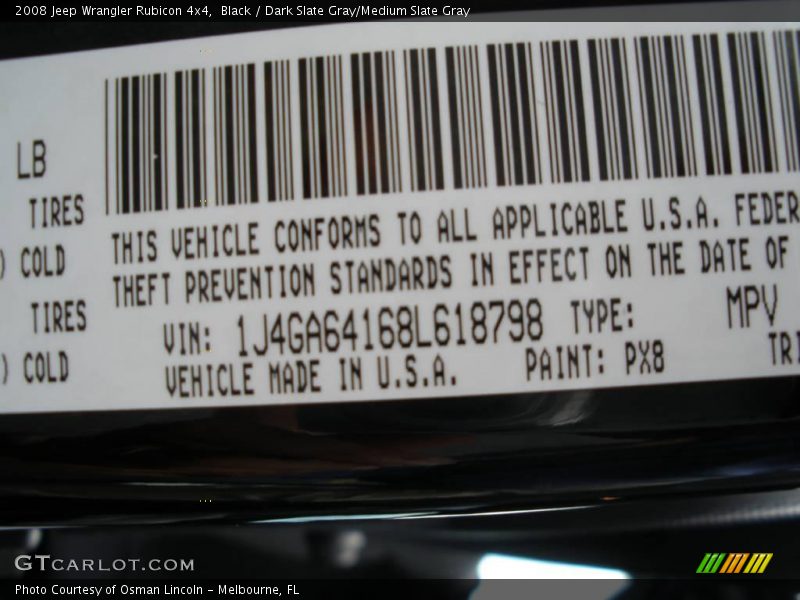 2008 Jeep Wrangler Rubicon 4x4, Black / Dark Slate Gray/Medium Slate Gray
LB
TIRES
) COLD
TIRES
) COLD
THIS VEHICLE CONFORMS TO ALL APPLICABLE U.S.A. FEDER
THEFT PREVENTION STANDARDS IN EFFECT ON THE DATE OF
VIN: 1J4GA64168L618798 TYPE: MPV
VEHICLE MADE IN U.S.A. PAINT: PX8 TRI
GTCARLOT.COM
Photo Courtesy of Osman Lincoln - Melbourne, FL